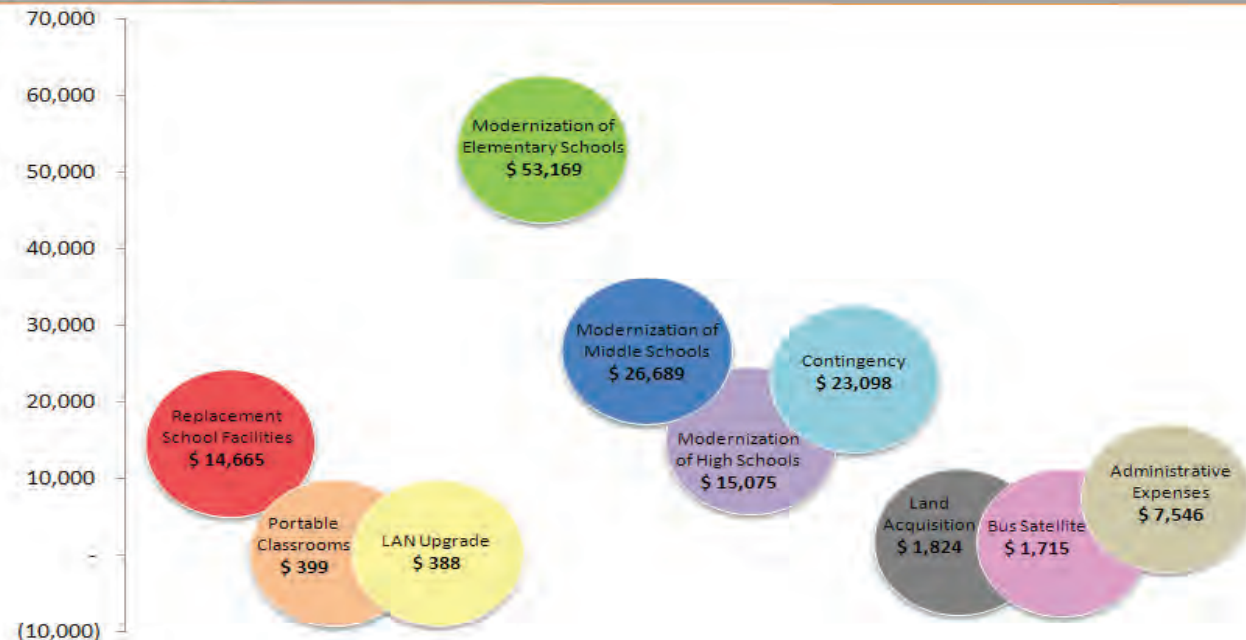 70,000
60,000
50,000
40,000
30,000
20,000
10,000
-
(10,000)
Modernization of
Elementary Schools
$ 53,169
Modernization of
Middle Schools
$ 26,689
Contingency
$ 23,098
Replacement
School Facilities
$ 14,665
Modernization
of High Schools
$ 15,075
Portable
Classrooms
$ 399
LAN Upgrade
$ 388
Land
Acquisition
$ 1,824
Bus Satellite
$ 1,715
Administrative
Expenses
$ 7,546